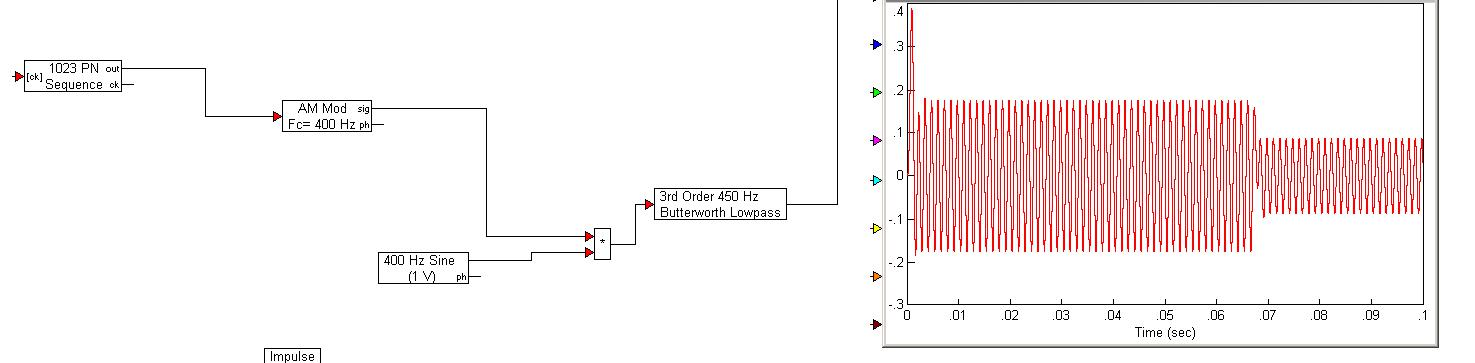 1023 PN out
[ck]
Sequence ck
AM Mod sig
Fc= 400 Hz ph
3rd Order 450 Hz
Butterworth Lowpass
*
400 Hz Sine
(1 V) ph
Impulse
.4
.3
.2
.1
0
-.1
-.2
-.3
0 .01 .02 .03 .04 .05 .06 .07 .08 .09 .1
Time (sec)